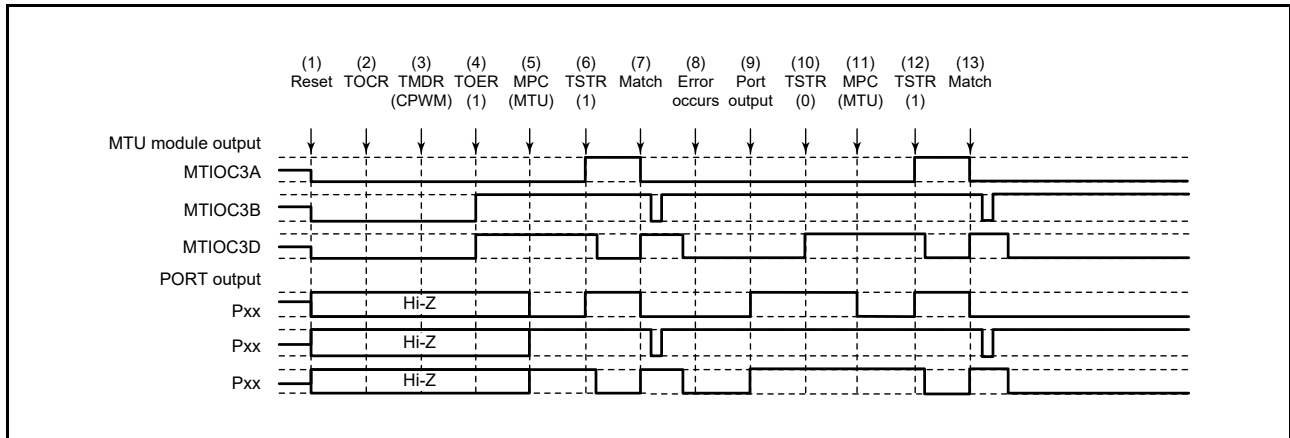 (1) (2) (3) (4) (5) (6) (7) (8) (9) (10) (11) (12) (13)
Reset TOCR TMDR TOER MPC TSTR Match Error Port TSTR MPC TSTR Match
(CPWM) (1) (MTU) (1) occurs output (0) (MTU) (1)
MTU module output
MTIOC3A
MTIOC3B
MTIOC3D
PORT output
Pxx Hi-Z
Pxx Hi-Z
Pxx Hi-Z